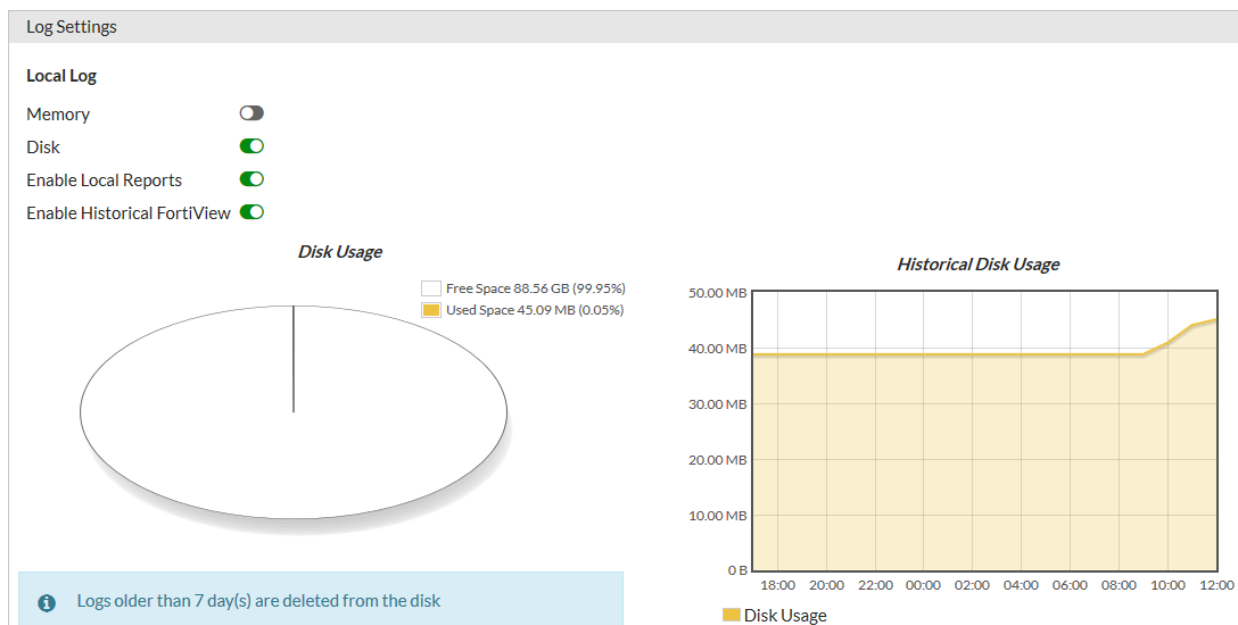 Log Settings
Local Log
Memory
Disk
Enable Local Reports
Enable Historical FortiView
Disk Usage
Free Space 88.56 GB (99.95%)
Used Space 45.09 MB (0.05%)
Historical Disk Usage
50.00 MB
40.00 MB
30.00 MB
20.00 MB
10.00 MB
0 B
18:00 20:00 22:00 00:00 02:00 04:00 06:00 08:00 10:00 12:00
Disk Usage
Logs older than 7 day(s) are deleted from the disk